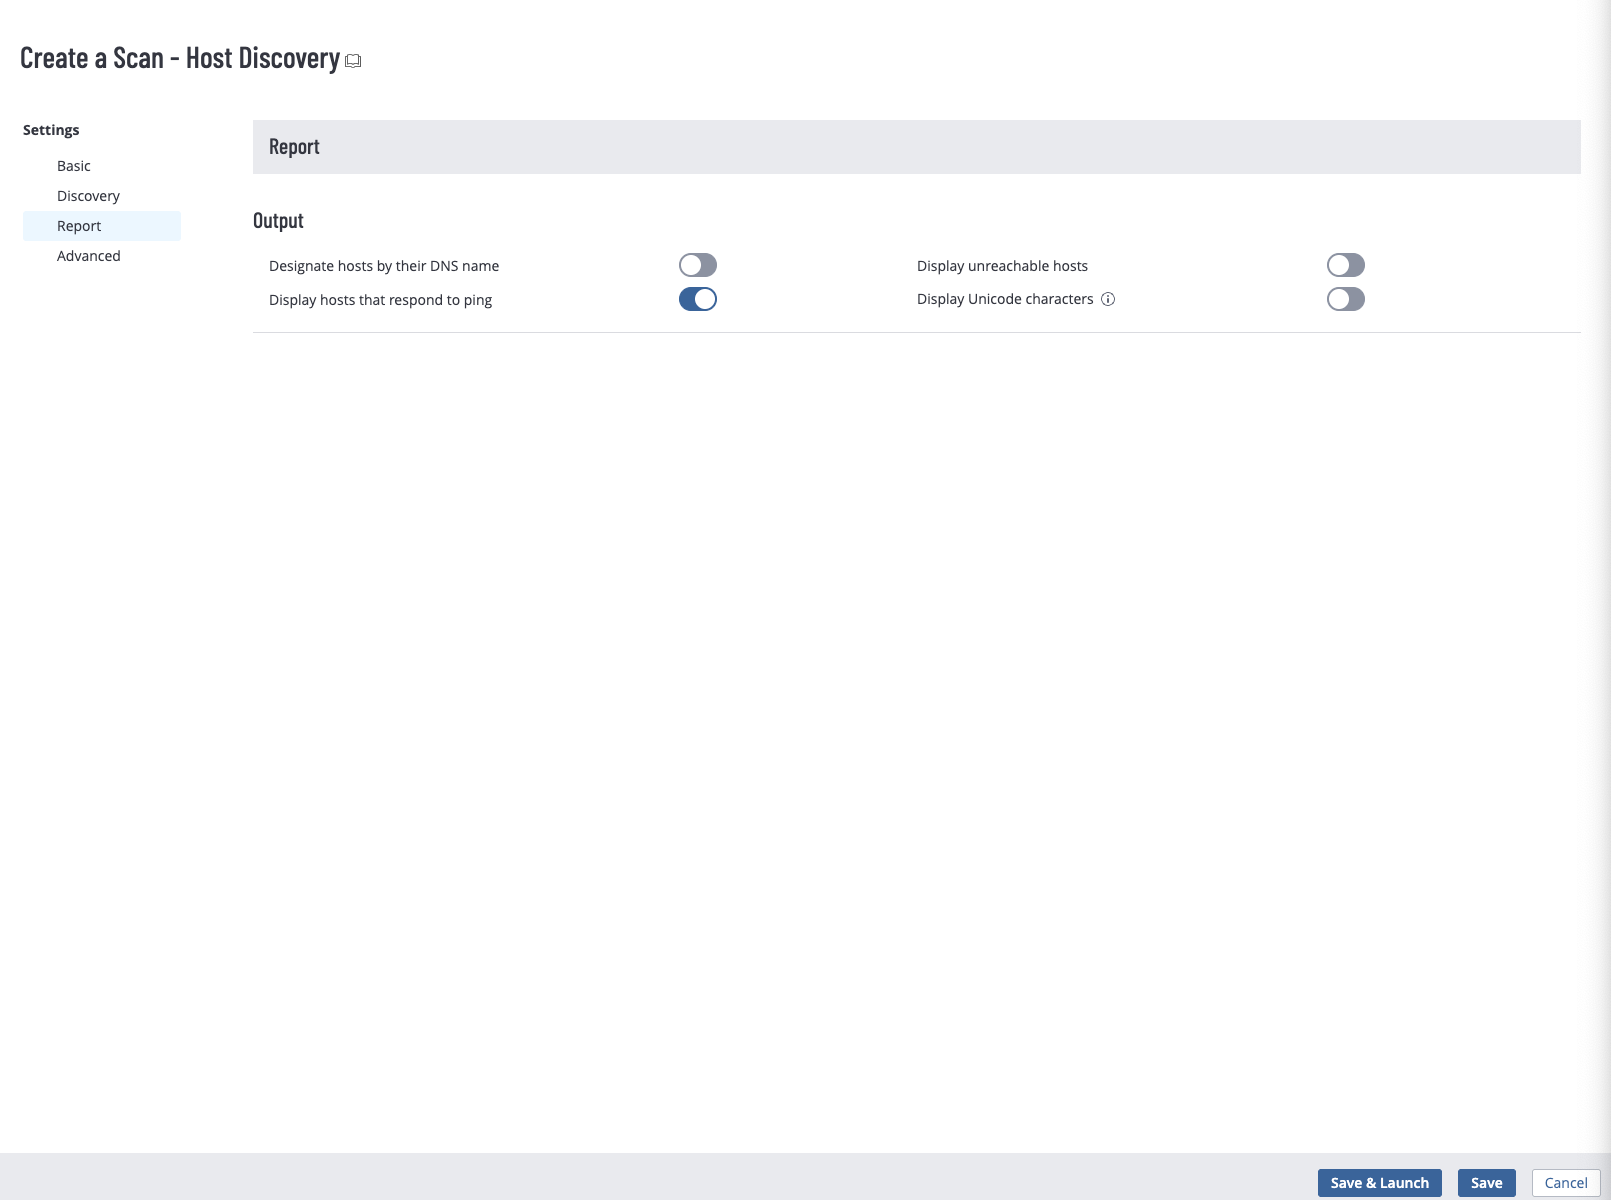 Create a Scan - Host Discovery
Settings
Basic
Discovery
Report
Advanced
Report
Output
Designate hosts by their DNS name
Display unreachable hosts
Display hosts that respond to ping
Display Unicode characters
Save & Launch
Save
Cancel